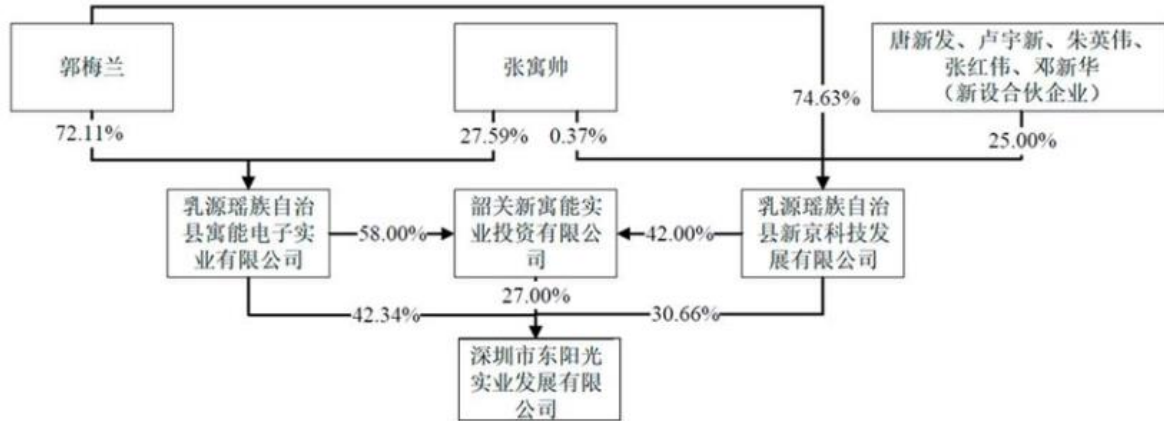 郭梅兰
张寓帅
唐新发、卢宇新、朱英伟、
张红伟、邓新华
（新设合伙企业）
74.63%
72.11%
27.59%
0.37%
25.00%
乳源瑶族自治
县寓能电子实
业有限公司
58.00%
韶关新寓能实
业投资有限公
司
42.00%
乳源瑶族自治
县新京科技发
展有限公司
27.00%
42.34%
30.66%
深圳市东阳光
实业发展有限
公司